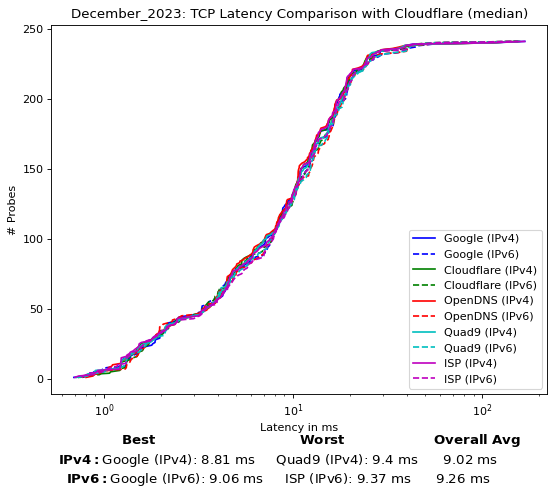 December_2023: TCP Latency Comparison with Cloudflare (median)
250
200
150
100
50
0
# Probes
10⁰
10¹
10²
Latency in ms
Google (IPv4)
Google (IPv6)
Cloudflare (IPv4)
Cloudflare (IPv6)
OpenDNS (IPv4)
OpenDNS (IPv6)
Quad9 (IPv4)
Quad9 (IPv6)
ISP (IPv4)
ISP (IPv6)
Best Worst Overall Avg
IPv4: Google (IPv4): 8.81 ms Quad9 (IPv4): 9.4 ms 9.02 ms
IPv6: Google (IPv6): 9.06 ms ISP (IPv6): 9.37 ms 9.26 ms